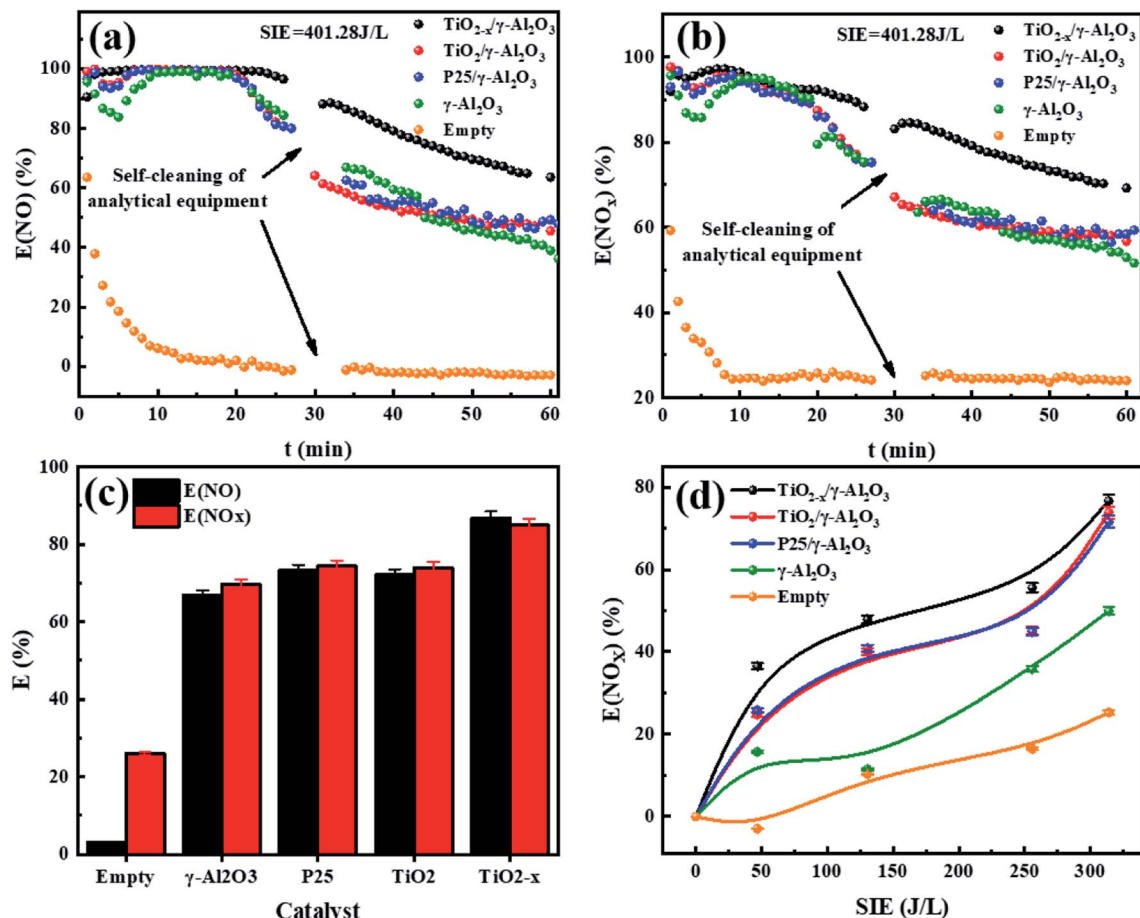 (a)
SIE=401.28J/L
TiO₂₋ₓ/γ-Al₂O₃
TiO₂/γ-Al₂O₃
P25/γ-Al₂O₃
γ-Al₂O₃
Empty
Self-cleaning of
analytical equipment
E(NO) (%)
120
100
80
60
40
20
0
0 10 20 30 40 50 60
t (min)
(b)
SIE=401.28J/L
TiO₂₋ₓ/γ-Al₂O₃
TiO₂/γ-Al₂O₃
P25/γ-Al₂O₃
γ-Al₂O₃
Empty
Self-cleaning of
analytical equipment
E(NOₓ) (%)
100
80
60
40
20
0 10 20 30 40 50 60
t (min)
(c)
E(NO)
E(NOx)
E (%)
100
80
60
40
20
0
Empty γ-Al2O3 P25 TiO2 TiO2-x
Catalyst
(d)
TiO₂₋ₓ/γ-Al₂O₃
TiO₂/γ-Al₂O₃
P25/γ-Al₂O₃
γ-Al₂O₃
Empty
E(NOₓ) (%)
80
60
40
20
0
0 50 100 150 200 250 300
SIE (J/L)